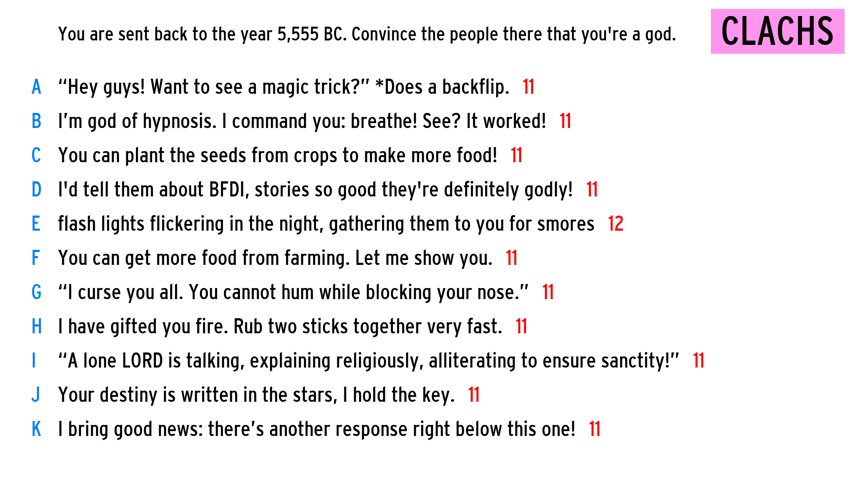 You are sent back to the year 5,555 BC. Convince the people there that you're a god.
CLACHS
A “Hey guys! Want to see a magic trick?” *Does a backflip. 11
B I’m god of hypnosis. I command you: breathe! See? It worked! 11
C You can plant the seeds from crops to make more food! 11
D I'd tell them about BFDI, stories so good they're definitely godly! 11
E flash lights flickering in the night, gathering them to you for smores 12
F You can get more food from farming. Let me show you. 11
G “I curse you all. You cannot hum while blocking your nose.” 11
H I have gifted you fire. Rub two sticks together very fast. 11
I “A lone LORD is talking, explaining religiously, alliterating to ensure sanctity!” 11
J Your destiny is written in the stars, I hold the key. 11
K I bring good news: there’s another response right below this one! 11